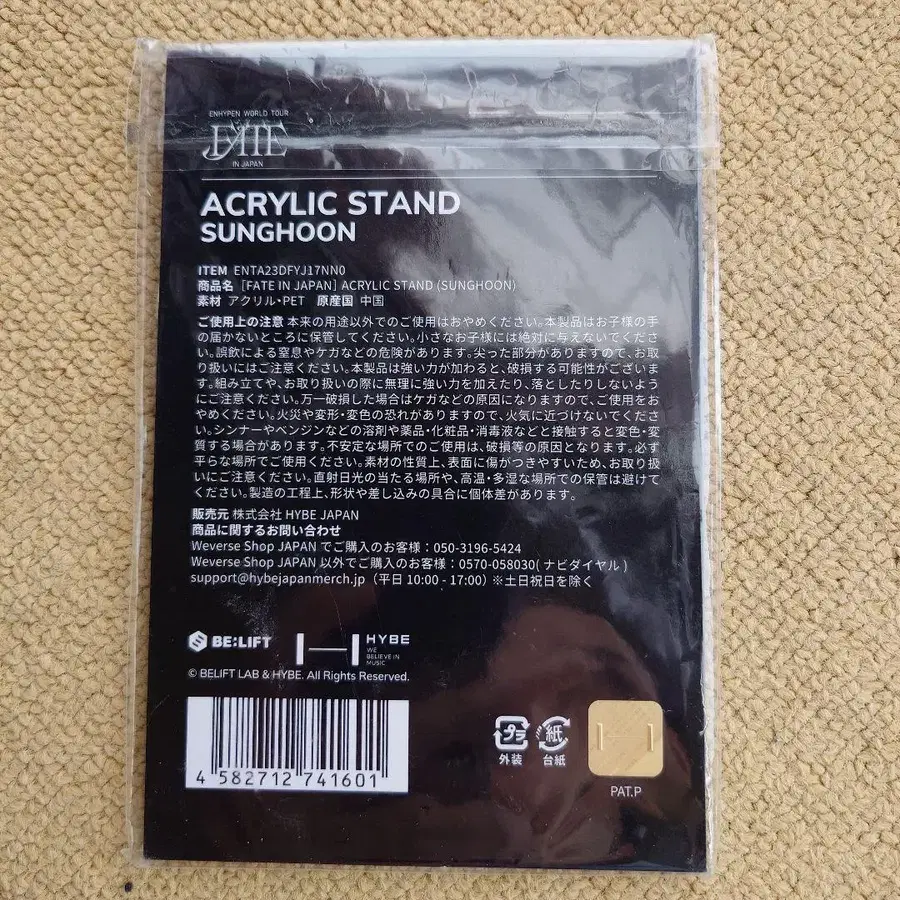 ENHYPEN WORLD TOUR
FATE
IN JAPAN
ACRYLIC STAND
SUNGHOON
ITEM ENTA23DFYJ17NN0
商品名 [FATE IN JAPAN] ACRYLIC STAND (SUNGHOON)
素材 アクリル・PET 原産国 中国
ご使用上の注意 本来の用途以外でのご使用はおやめください。本製品はお子様の手
の届かないところに保管してください。小さなお子様には絶対に与えないでくださ
い。誤飲による窒息やケガなどの危険があります。尖った部分がありますので、お取
り扱いにはご注意ください。本製品は強い力が加わると、破損する可能性がございま
す。組み立てや、お取り扱いの際に無理に強い力を加えたり、落としたりしないよう
にご注意ください。万一破損した場合はケガなどの原因になりますので、ご使用をお
やめください。火災や変形・変色の恐れがありますので、火気に近づけないでくださ
い。シンナーやベンジンなどの溶剤や薬品・化粧品・消毒液などと接触すると変色・変
質する場合があります。不安定な場所でのご使用は、破損等の原因となります。必ず
平らな場所でご使用ください。素材の性質上、表面に傷がつきやすいため、お取り扱
いにご注意ください。直射日光の当たる場所や、高温・多湿な場所での保管は避けて
ください。製造の工程上、形状や差し込みの具合に個体差があります。
販売元 株式会社 HYBE JAPAN
商品に関するお問い合わせ
Weverse Shop JAPAN でご購入のお客様：050-3196-5424
Weverse Shop JAPAN 以外でご購入のお客様：0570-058030( ナビダイヤル )
support@hybejapanmerch.jp（平日 10:00 - 17:00）※土日祝日を除く
BE:LIFT
HYBE
WE
BELIEVE IN
MUSIC
© BELIFT LAB & HYBE. All Rights Reserved.
4 582712 741601
プラ
外装
紙
台紙
PAT.P